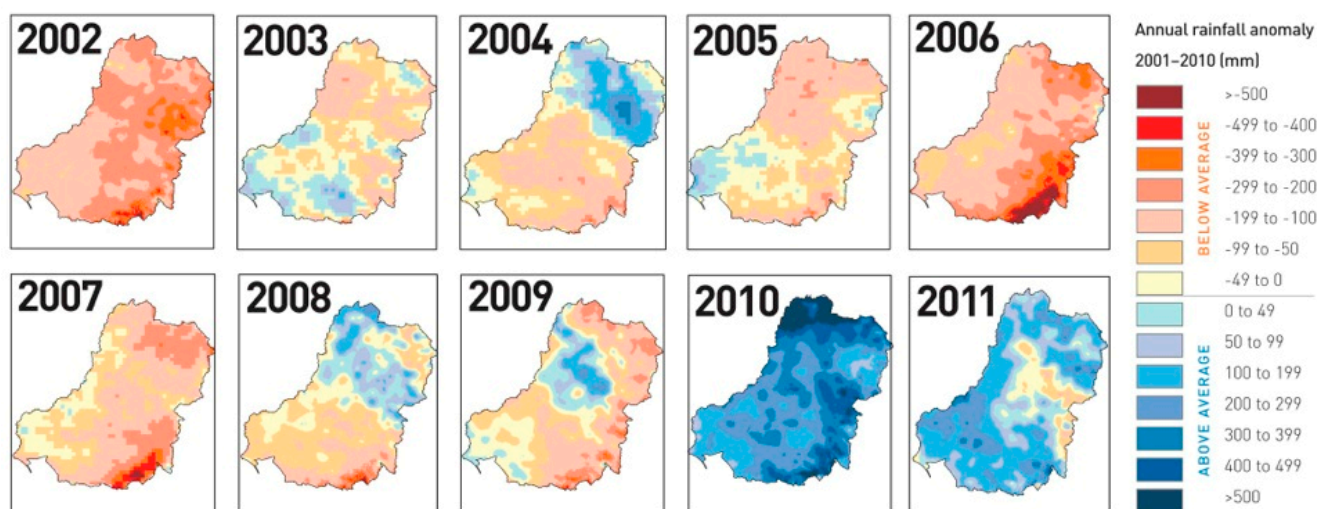 2002
2003
2004
2005
2006
2007
2008
2009
2010
2011
Annual rainfall anomaly
2001–2010 (mm)
BELOW AVERAGE
>-500
-499 to -400
-399 to -300
-299 to -200
-199 to -100
-99 to -50
-49 to 0
ABOVE AVERAGE
0 to 49
50 to 99
100 to 199
200 to 299
300 to 399
400 to 499
>500